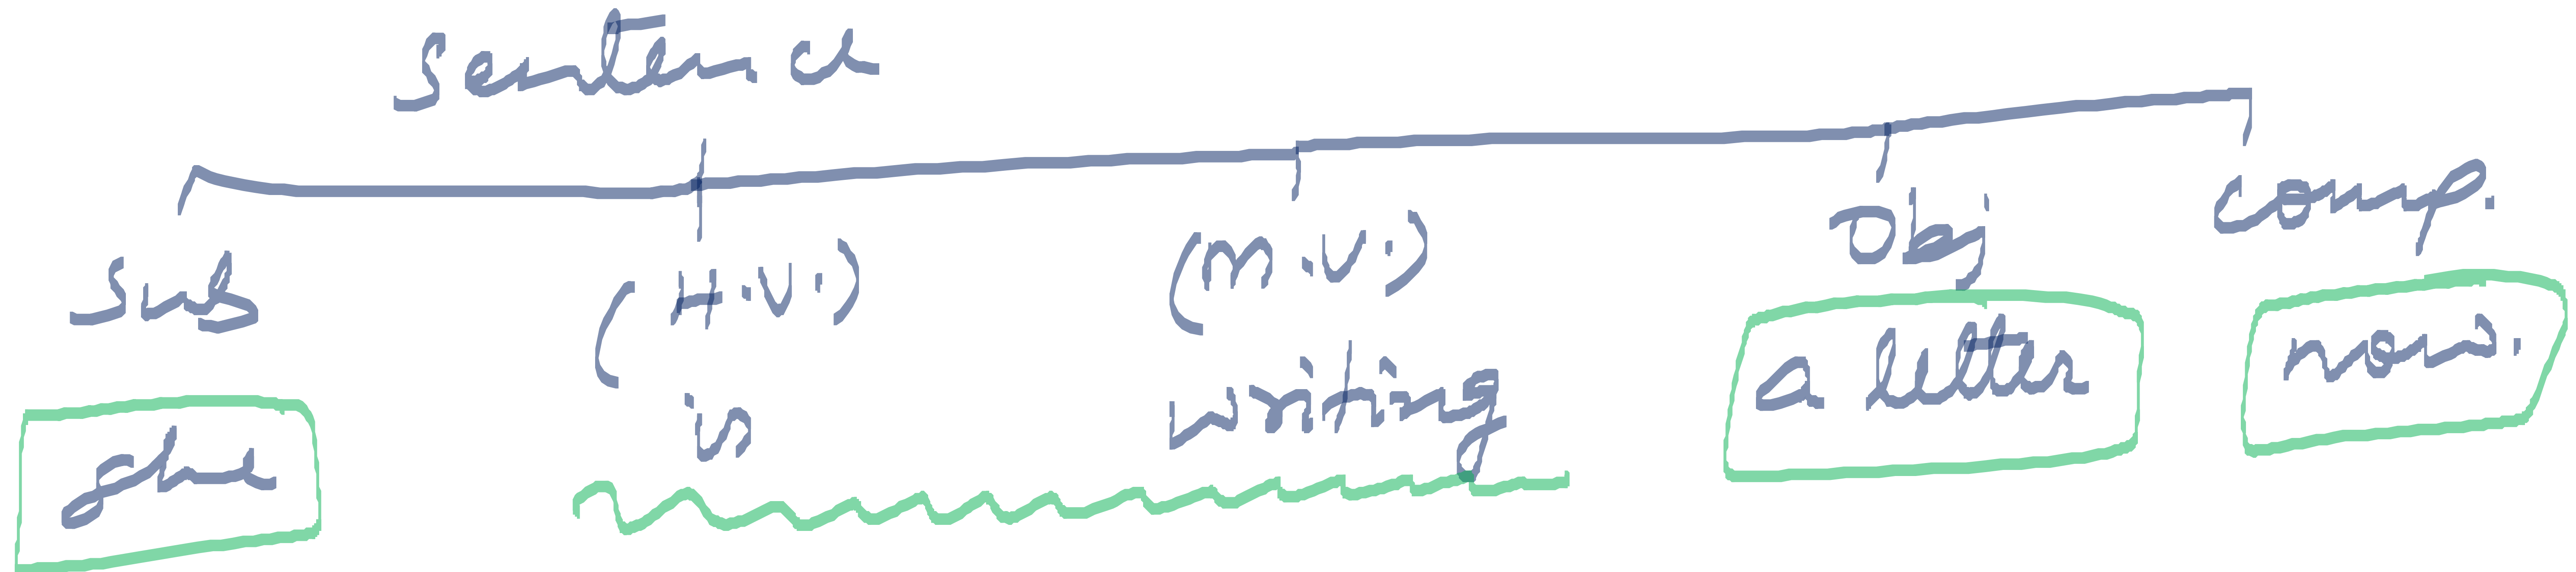 Sentence
Sub (H.V.) (M.V.) Obj comp.
she is writing a letter now.